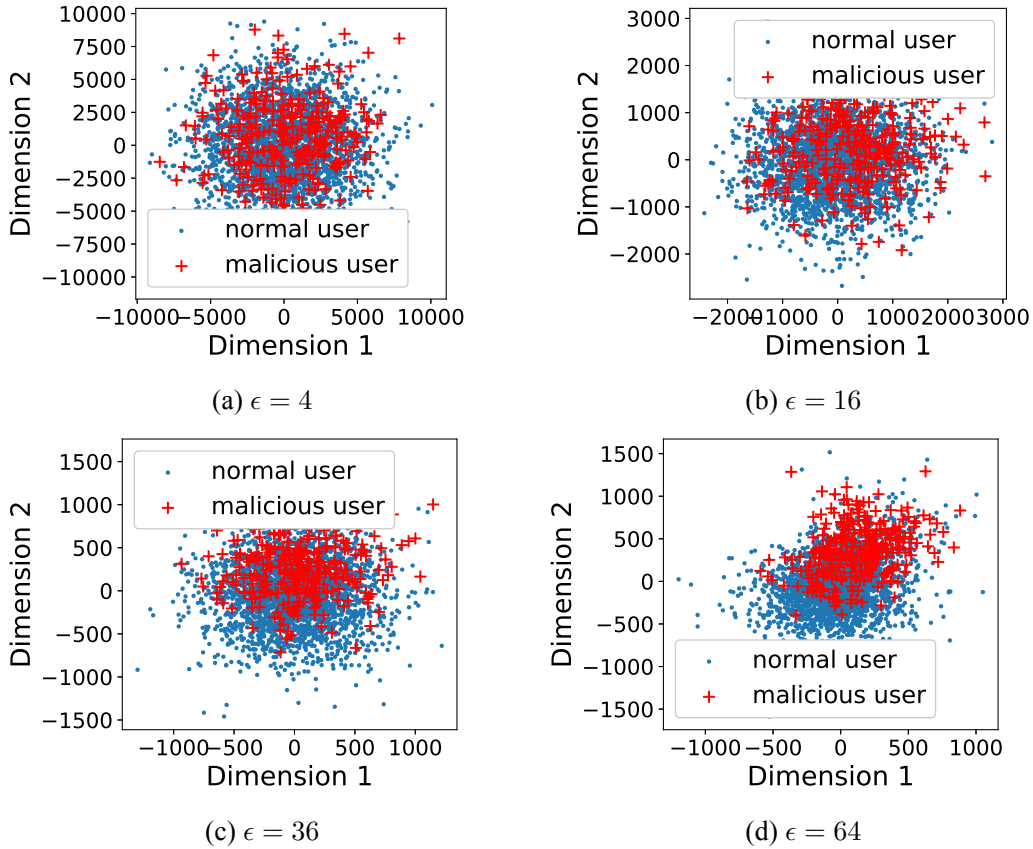 10000
7500
5000
2500
0
−2500
−5000
−7500
−10000
Dimension 2
normal user
malicious user
−10000 −5000 0 5000 10000
Dimension 1
(a) ϵ = 4
3000
2000
1000
0
−1000
−2000
Dimension 2
normal user
malicious user
−2000 −1000 0 1000 2000 3000
Dimension 1
(b) ϵ = 16
1500
1000
500
0
−500
−1000
−1500
Dimension 2
normal user
malicious user
−1000 −500 0 500 1000
Dimension 1
(c) ϵ = 36
1500
1000
500
0
−500
−1000
−1500
Dimension 2
normal user
malicious user
−1000 −500 0 500 1000
Dimension 1
(d) ϵ = 64